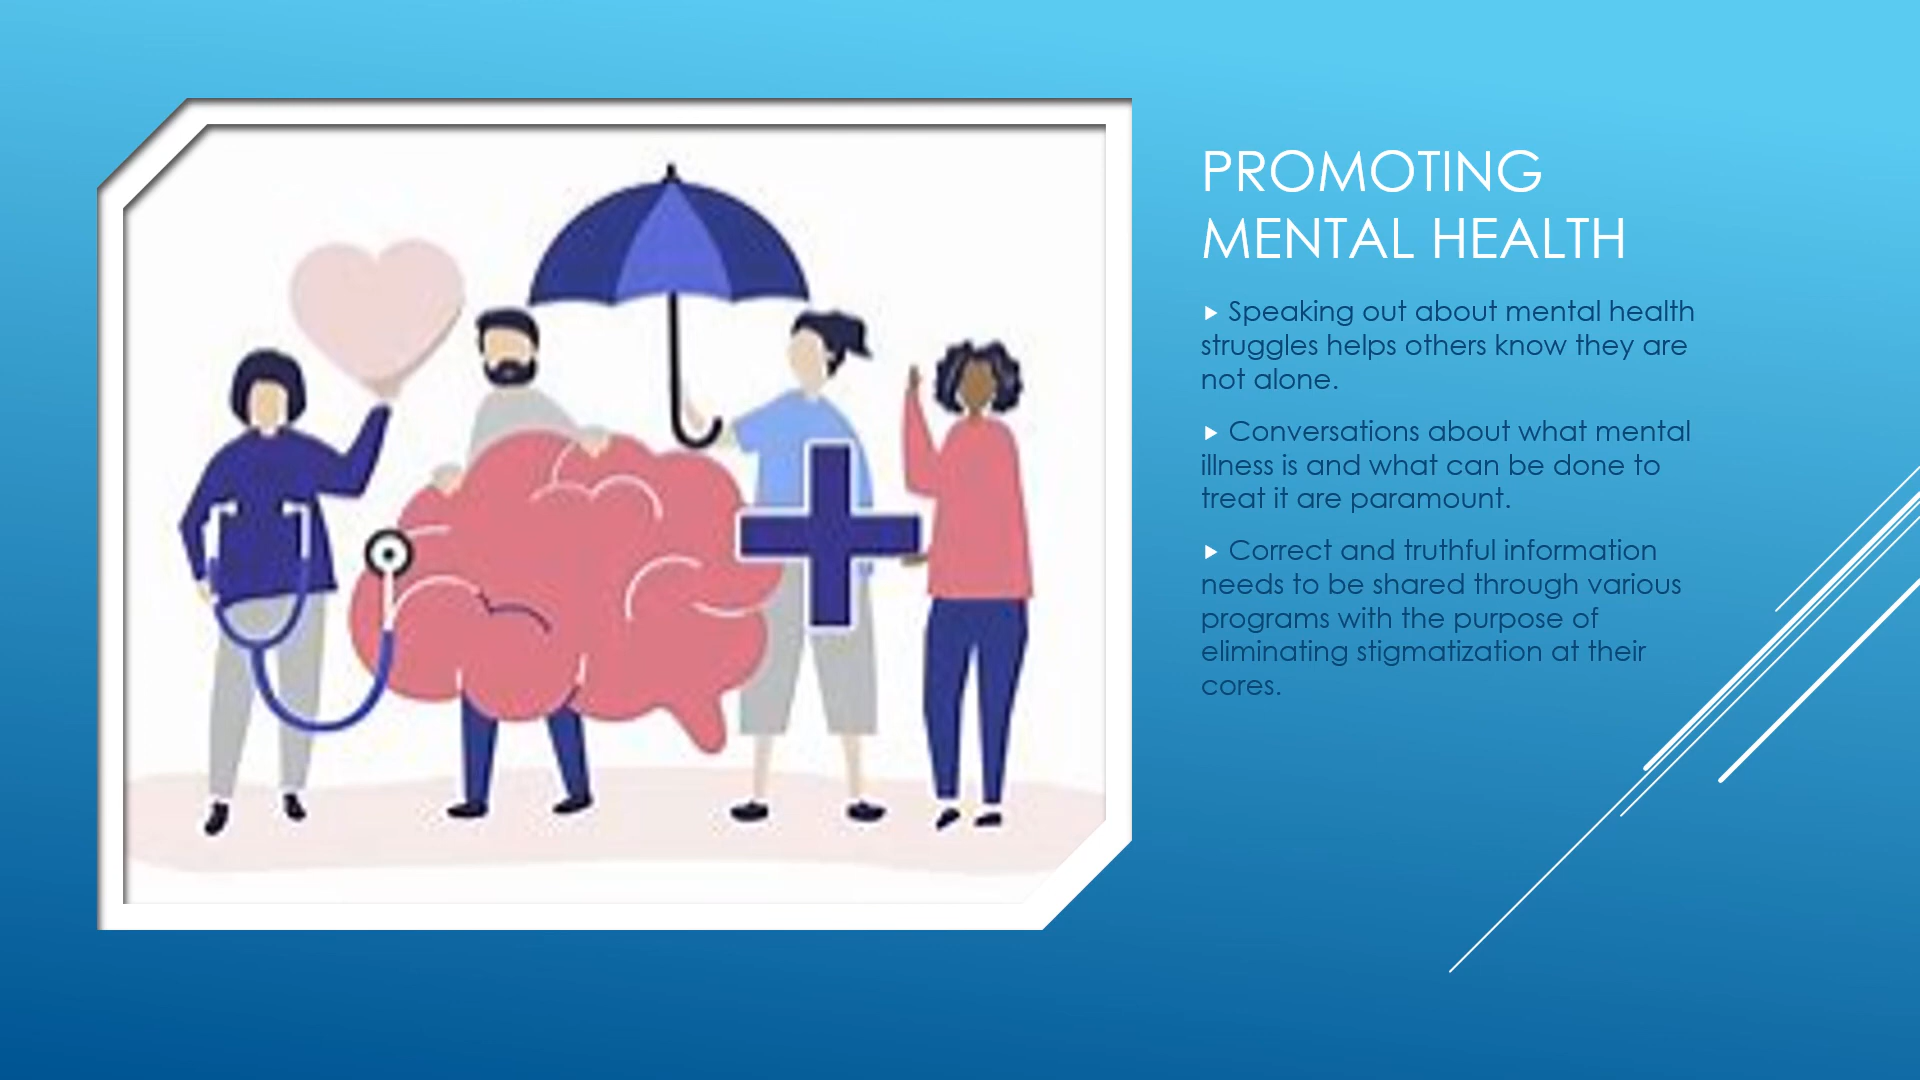 PROMOTING
MENTAL HEALTH
Speaking out about mental health
struggles helps others know they are
not alone.
Conversations about what mental
illness is and what can be done to
treat it are paramount.
Correct and truthful information
needs to be shared through various
programs with the purpose of
eliminating stigmatization at their
cores.